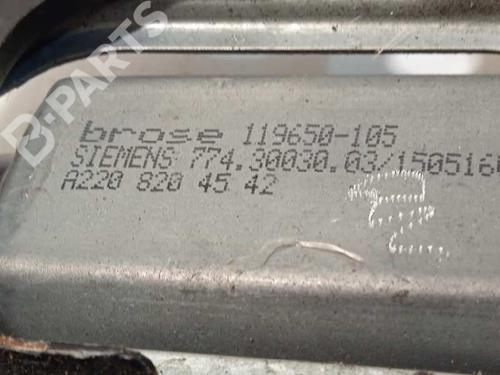 B-PARTS
brose 119650-105
SIEMENS 774.30030.03/150516
A220 820 45 42